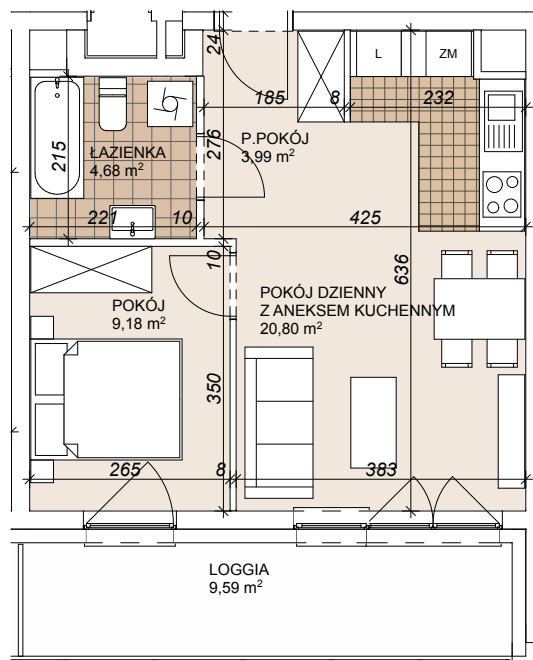 24
L
ZM
185
8
232
P.POKÓJ
3,99 m²
276
ŁAZIENKA
4,68 m²
215
221
10
425
10
636
POKÓJ
9,18 m²
POKÓJ DZIENNY
Z ANEKSEM KUCHENNYM
20,80 m²
350
265
8
383
LOGGIA
9,59 m²